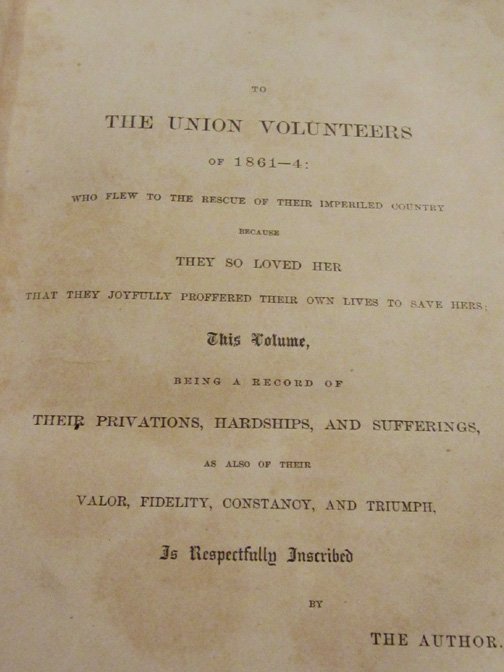 TO
THE UNION VOLUNTEERS
OF 1861—4:
WHO FLEW TO THE RESCUE OF THEIR IMPERILED COUNTRY
BECAUSE
THEY SO LOVED HER
THAT THEY JOYFULLY PROFFERED THEIR OWN LIVES TO SAVE HERS:
This Volume,
BEING A RECORD OF
THEIR PRIVATIONS, HARDSHIPS, AND SUFFERINGS,
AS ALSO OF THEIR
VALOR, FIDELITY, CONSTANCY, AND TRIUMPH,
Is Respectfully Inscribed
BY
THE AUTHOR.